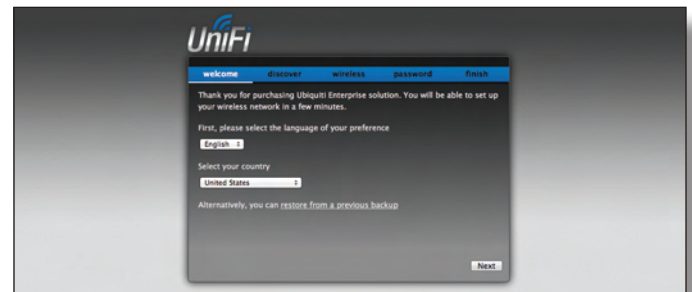 UniFi
welcome discover wireless password finish
Thank you for purchasing Ubiquiti Enterprise solution. You will be able to set up
your wireless network in a few minutes.
First, please select the language of your preference
English
Select your country
United States
Alternatively, you can restore from a previous backup
Next